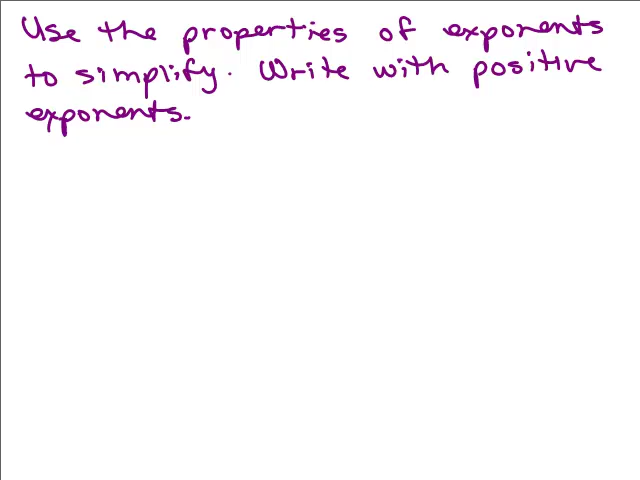 Use the properties of exponents
to simplify. Write with positive
exponents.